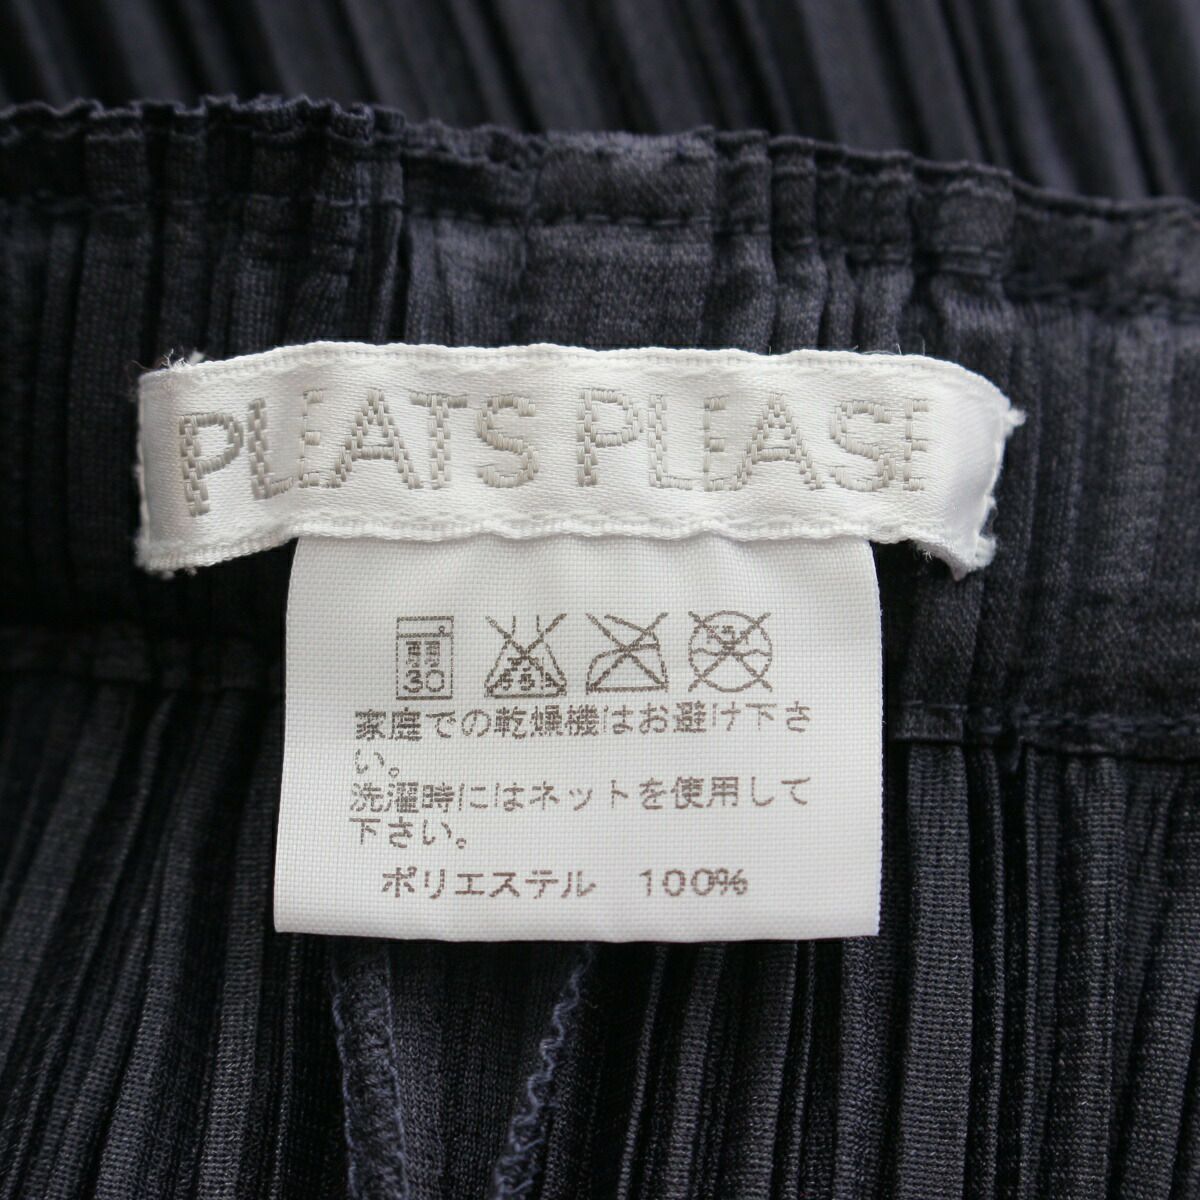 PLEATS PLEASE
30
家庭での乾燥機はお避け下さ
い。
洗濯時にはネットを使用して
下さい。
ポリエステル 100%